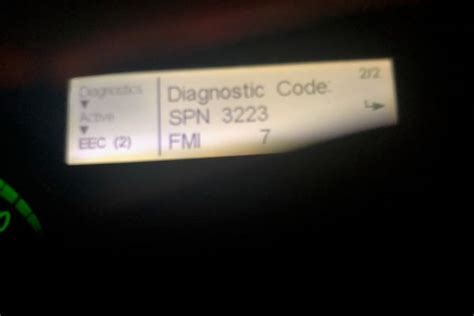 2/2
Diagnostics
Active
EEC (2)
Diagnostic Code:
SPN 3223
FMI 7